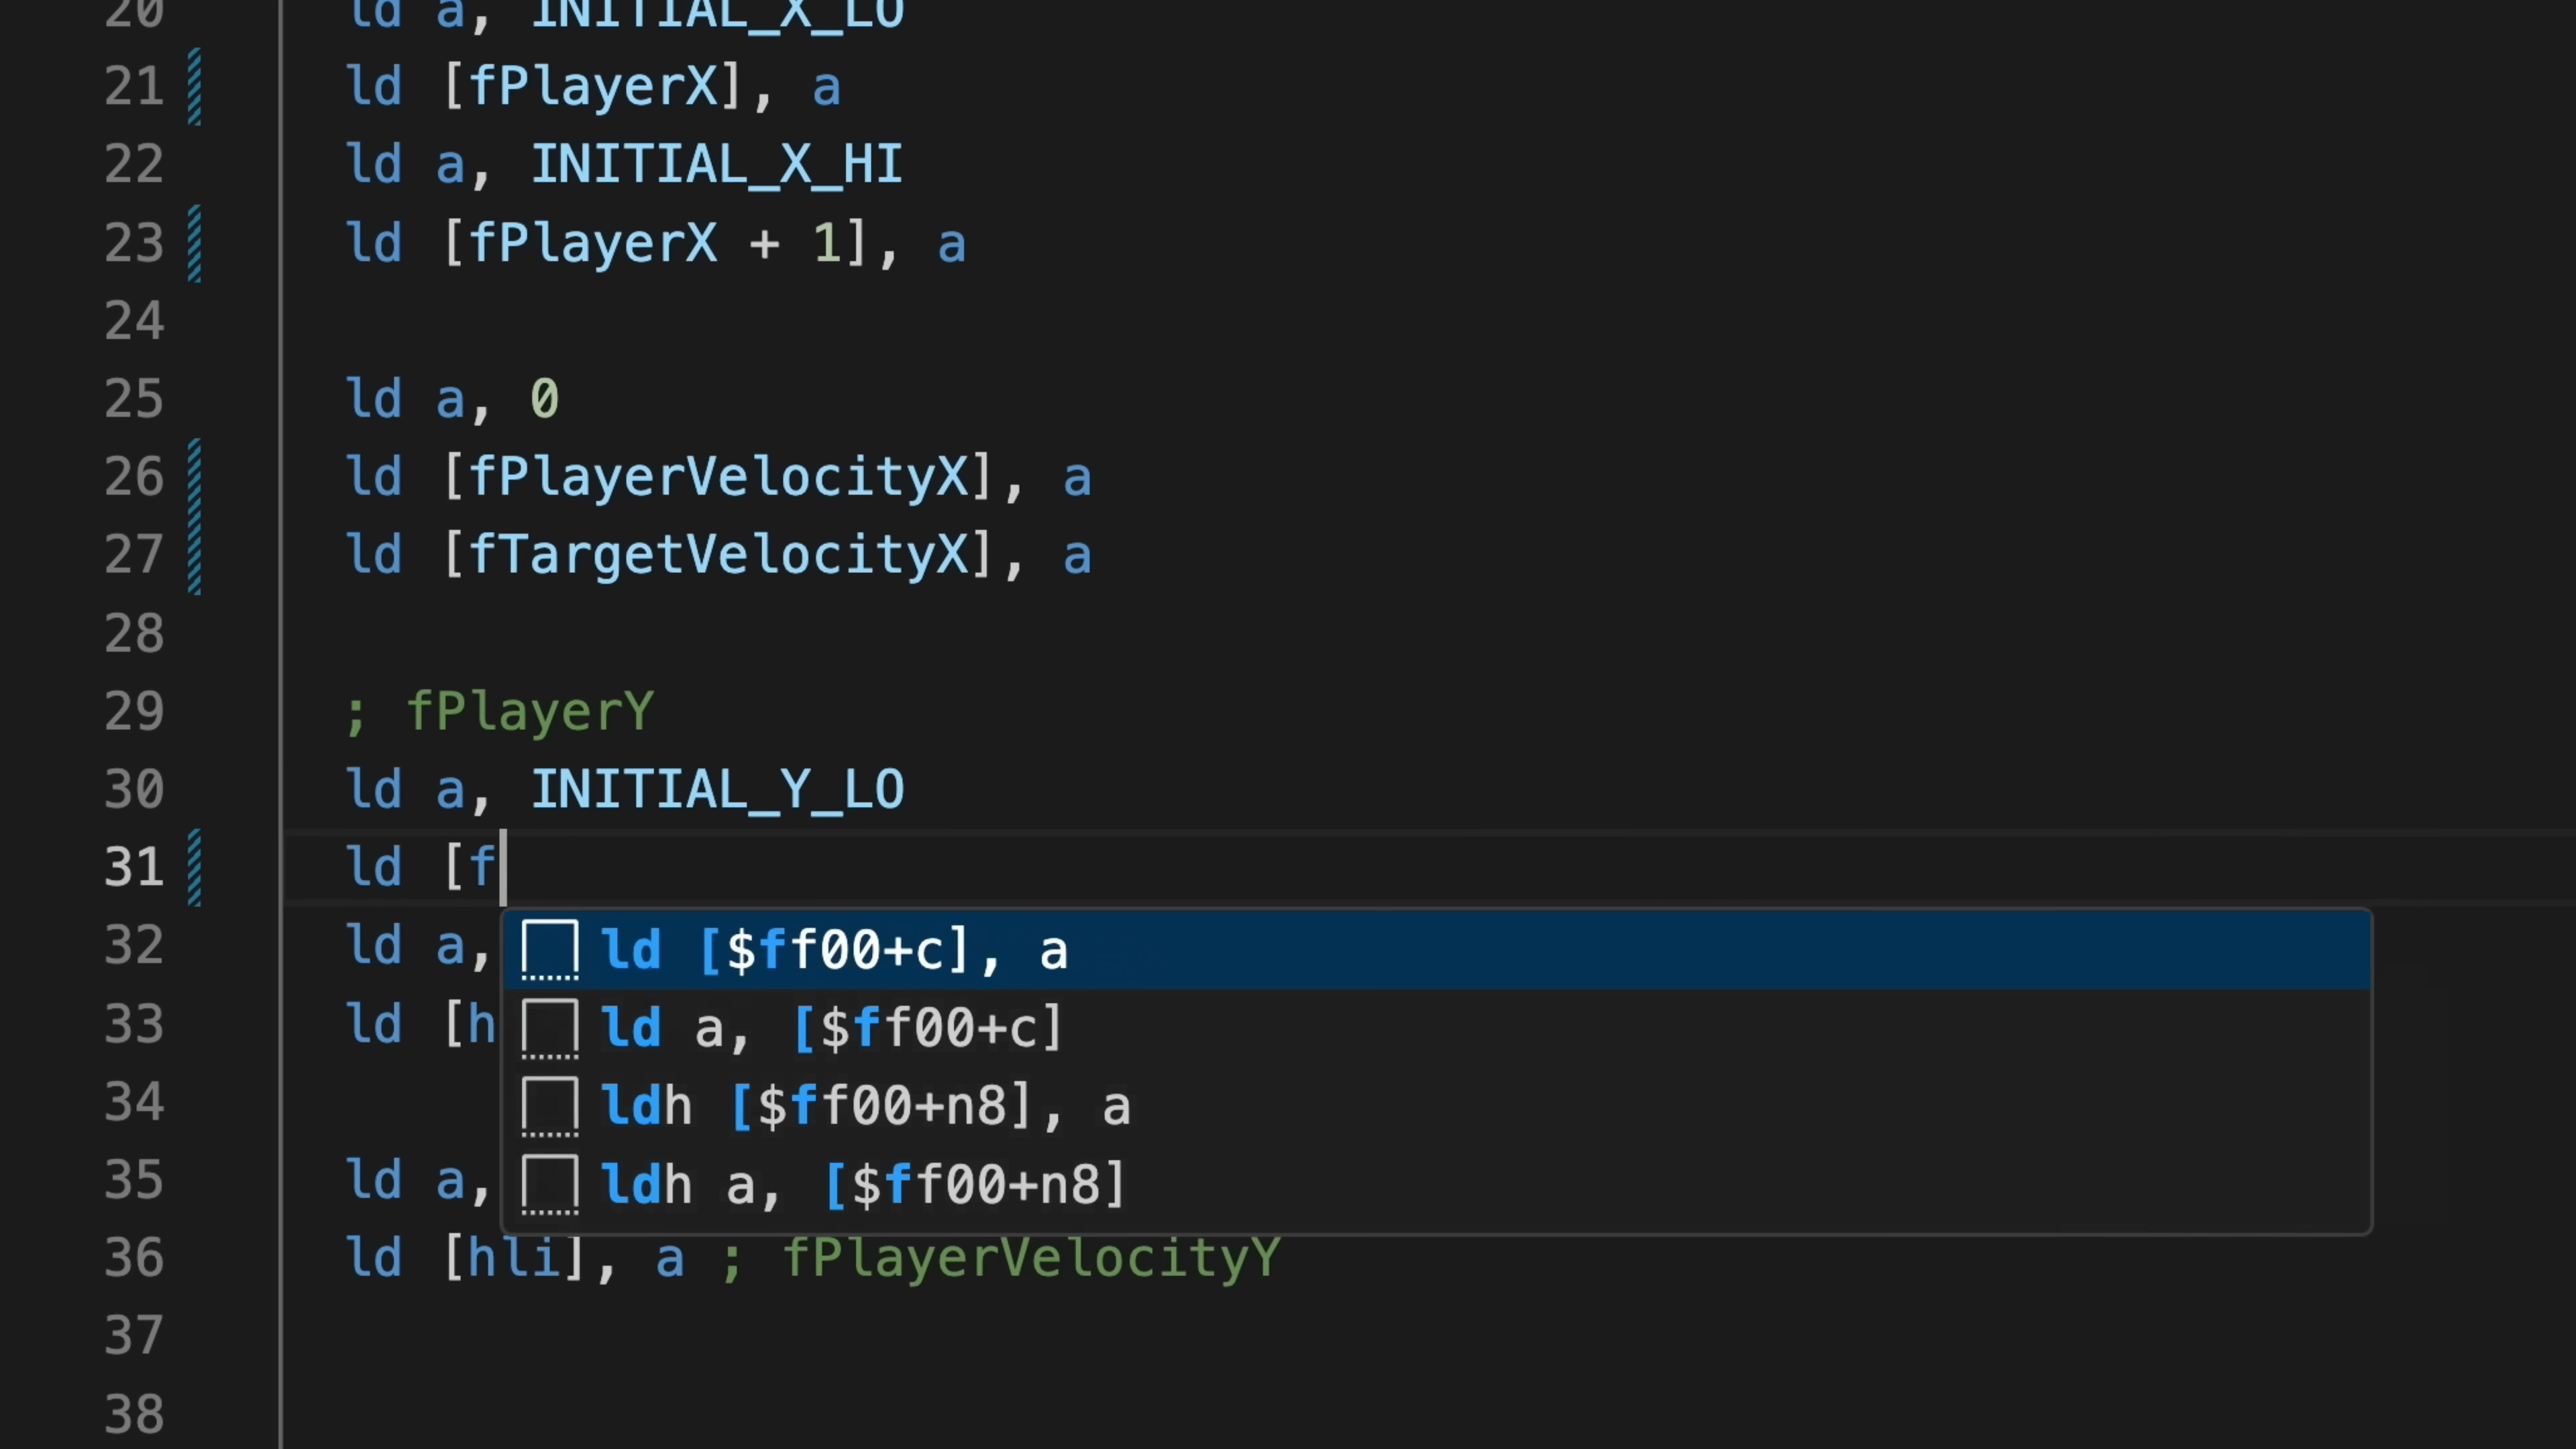 20 ld a, INITIAL_X_LO
21 ld [fPlayerX], a
22 ld a, INITIAL_X_HI
23 ld [fPlayerX + 1], a
24
25 ld a, 0
26 ld [fPlayerVelocityX], a
27 ld [fTargetVelocityX], a
28
29 ; fPlayerY
30 ld a, INITIAL_Y_LO
31 ld [f
32 ld a,
ld [$ff00+c], a
33 ld [h
ld a, [$ff00+c]
34
ldh [$ff00+n8], a
35 ld a,
ldh a, [$ff00+n8]
36 ld [hli], a ; fPlayerVelocityY
37
38